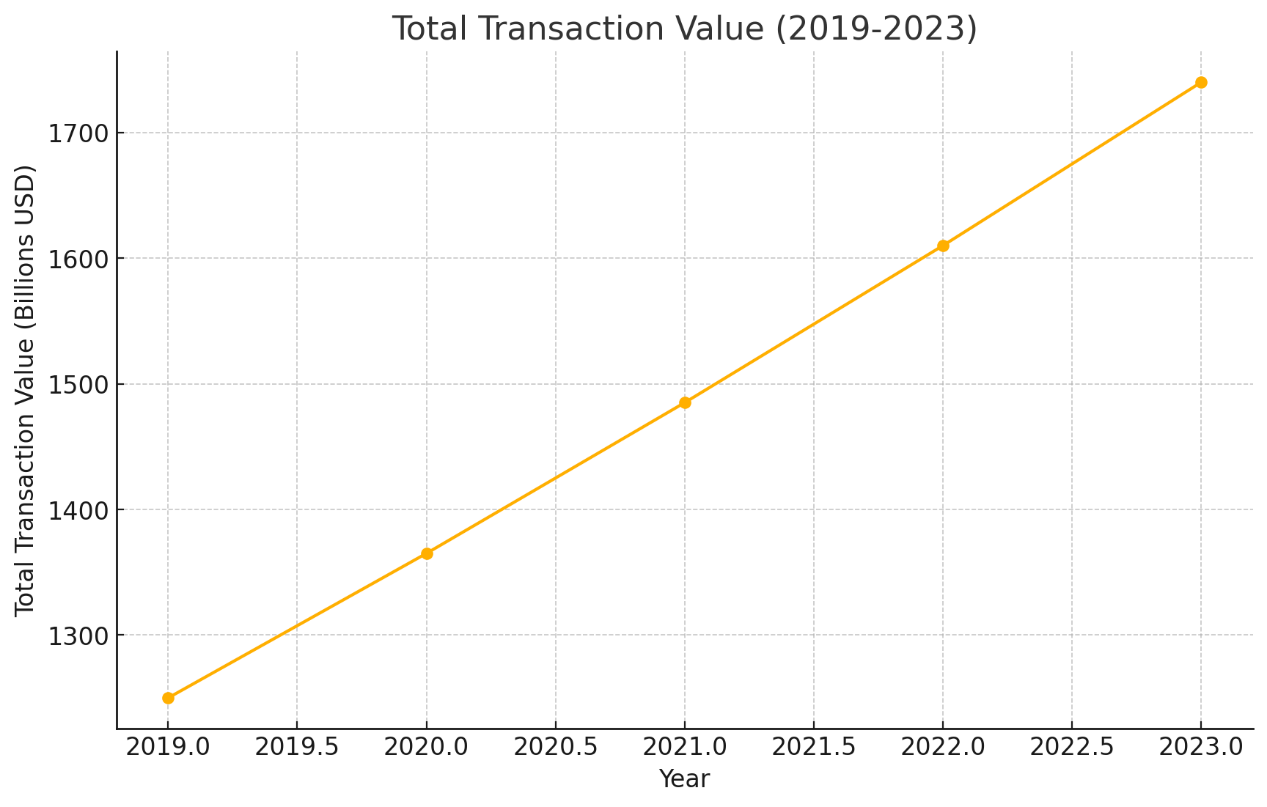 Total Transaction Value (2019-2023)
Total Transaction Value (Billions USD)
1700
1600
1500
1400
1300
2019.0 2019.5 2020.0 2020.5 2021.0 2021.5 2022.0 2022.5 2023.0
Year